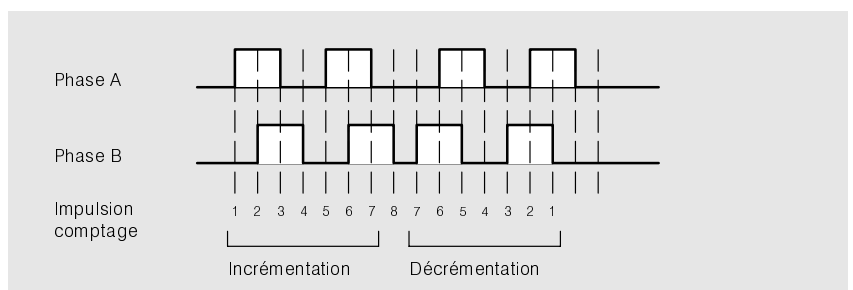 Phase A
Phase B
Impulsion
comptage
1 2 3 4 5 6 7 8 7 6 5 4 3 2 1
Incrémentation Décrémentation